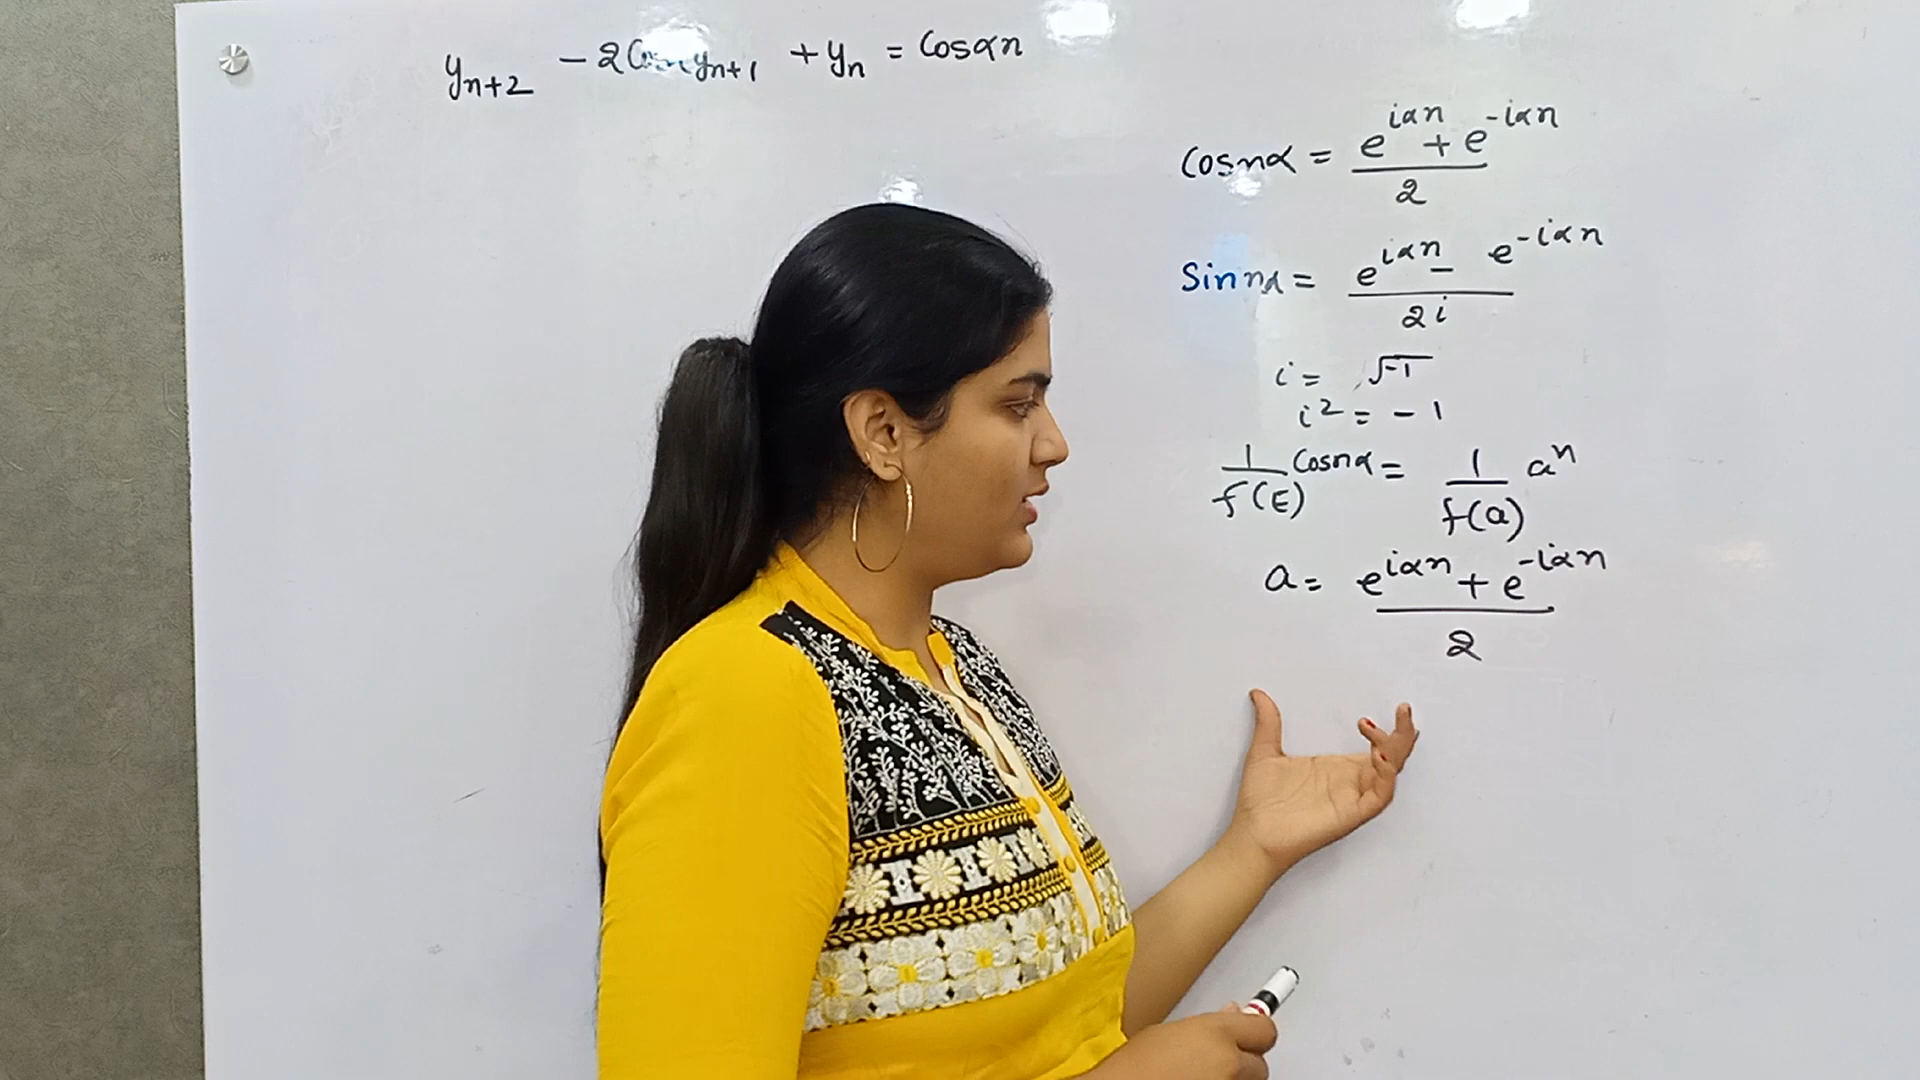 yn+2 - 2Cosα yn+1 + yn = Cosαn
Cosnα = (e^iαn + e^-iαn)/2
Sin nα = (e^iαn - e^-iαn)/2i
i = √-1
i² = -1
1/f(E) Cosnα = 1/f(a) a^n
a = (e^iαn + e^-iαn)/2